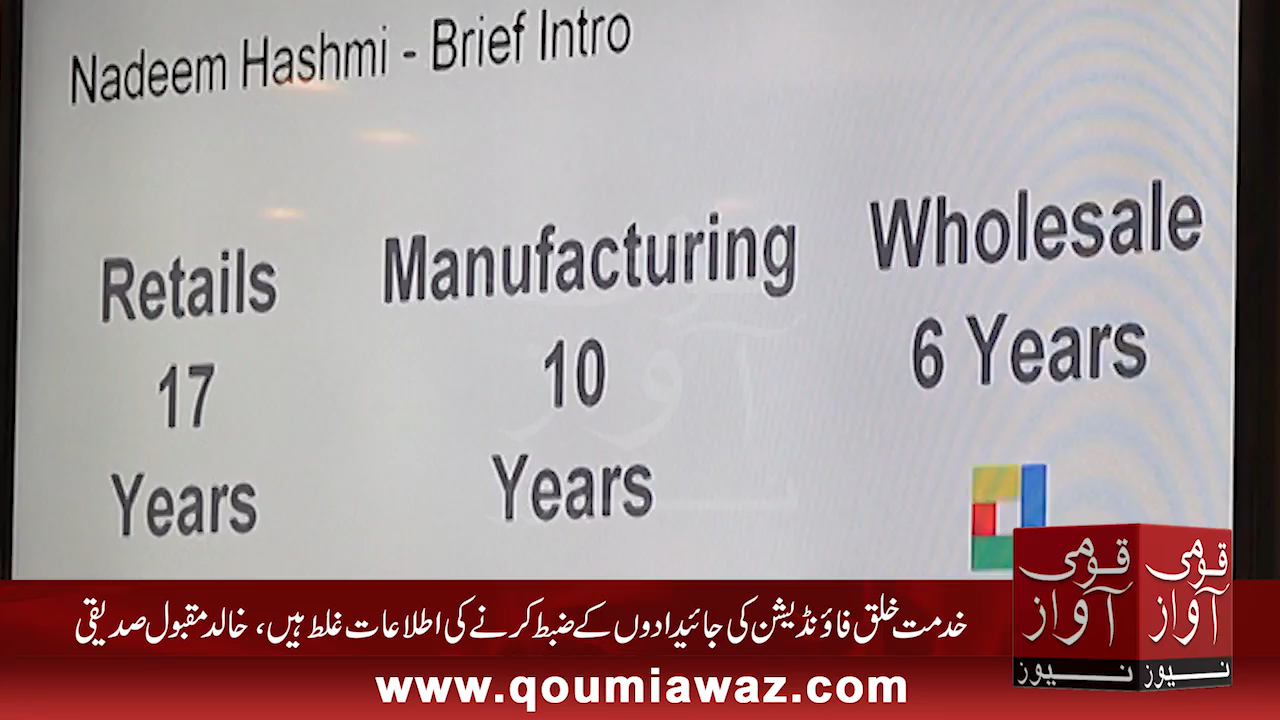 Nadeem Hashmi - Brief Intro
Retails
17
Years
Manufacturing
10
Years
Wholesale
6 Years
خدمت خلق فاؤنڈیشن کی جائیدادوں کے ضبط کرنے کی اطلاعات غلط ہیں، خالد مقبول صدیقی
www.qoumiawaz.com
قومی
آواز
نیوز
قومی
آواز
نیوز